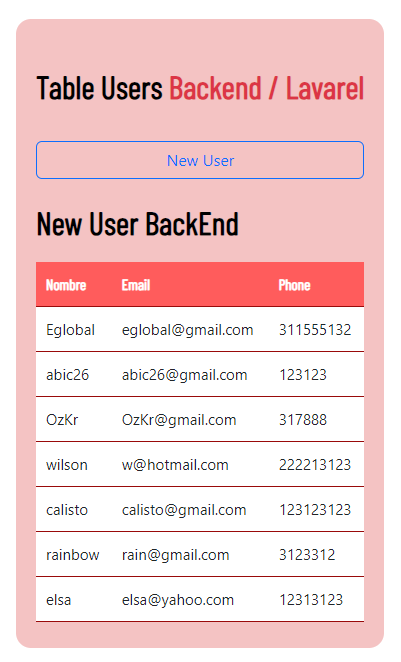 Table Users Backend / Lavarel
New User
New User BackEnd
Nombre Email Phone
Eglobal eglobal@gmail.com 311555132
abic26 abic26@gmail.com 123123
OzKr OzKr@gmail.com 317888
wilson w@hotmail.com 222213123
calisto calisto@gmail.com 123123123
rainbow rain@gmail.com 3123312
elsa elsa@yahoo.com 12313123